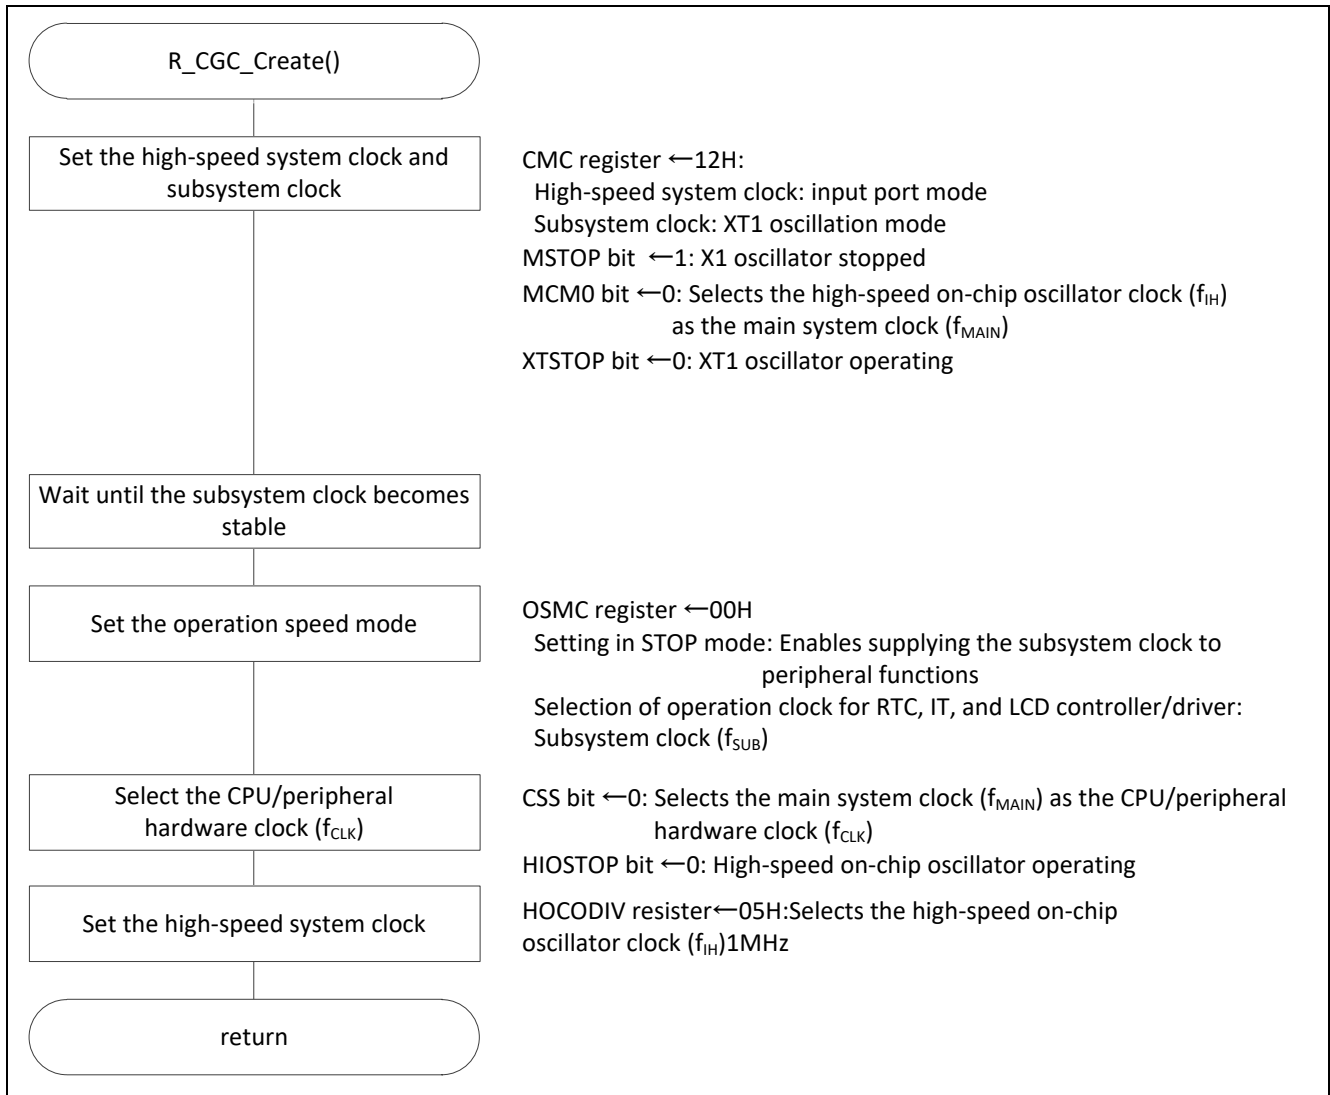 R_CGC_Create()
Set the high-speed system clock and
subsystem clock
CMC register ←12H:
High-speed system clock: input port mode
Subsystem clock: XT1 oscillation mode
MSTOP bit ←1: X1 oscillator stopped
MCM0 bit ←0: Selects the high-speed on-chip oscillator clock (fIH)
as the main system clock (fMAIN)
XTSTOP bit ←0: XT1 oscillator operating
Wait until the subsystem clock becomes
stable
Set the operation speed mode
OSMC register ←00H
Setting in STOP mode: Enables supplying the subsystem clock to
peripheral functions
Selection of operation clock for RTC, IT, and LCD controller/driver:
Subsystem clock (fSUB)
Select the CPU/peripheral
hardware clock (fCLK)
CSS bit ←0: Selects the main system clock (fMAIN) as the CPU/peripheral
hardware clock (fCLK)
HIOSTOP bit ←0: High-speed on-chip oscillator operating
Set the high-speed system clock
HOCODIV resister←05H:Selects the high-speed on-chip
oscillator clock (fIH)1MHz
return